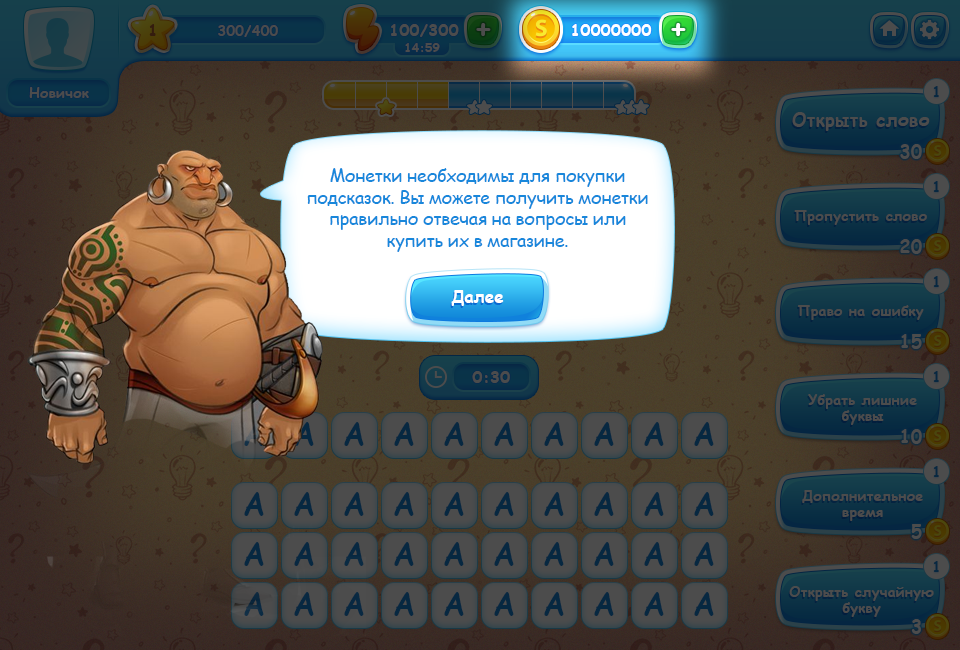 1
300/400
100/300
14:59
S
10000000
Новичок
Монетки необходимы для покупки
подсказок. Вы можете получить монетки
правильно отвечая на вопросы или
купить их в магазине.
Далее
0:30
1
Открыть слово
30
1
Пропустить слово
20
1
Право на ошибку
15
1
Убрать лишние
буквы
10
1
Дополнительное
время
5
1
Открыть случайную
букву
3
А А А А А А А А А
А А А А А А А А А А
А А А А А А А А А А
А А А А А А А А А А